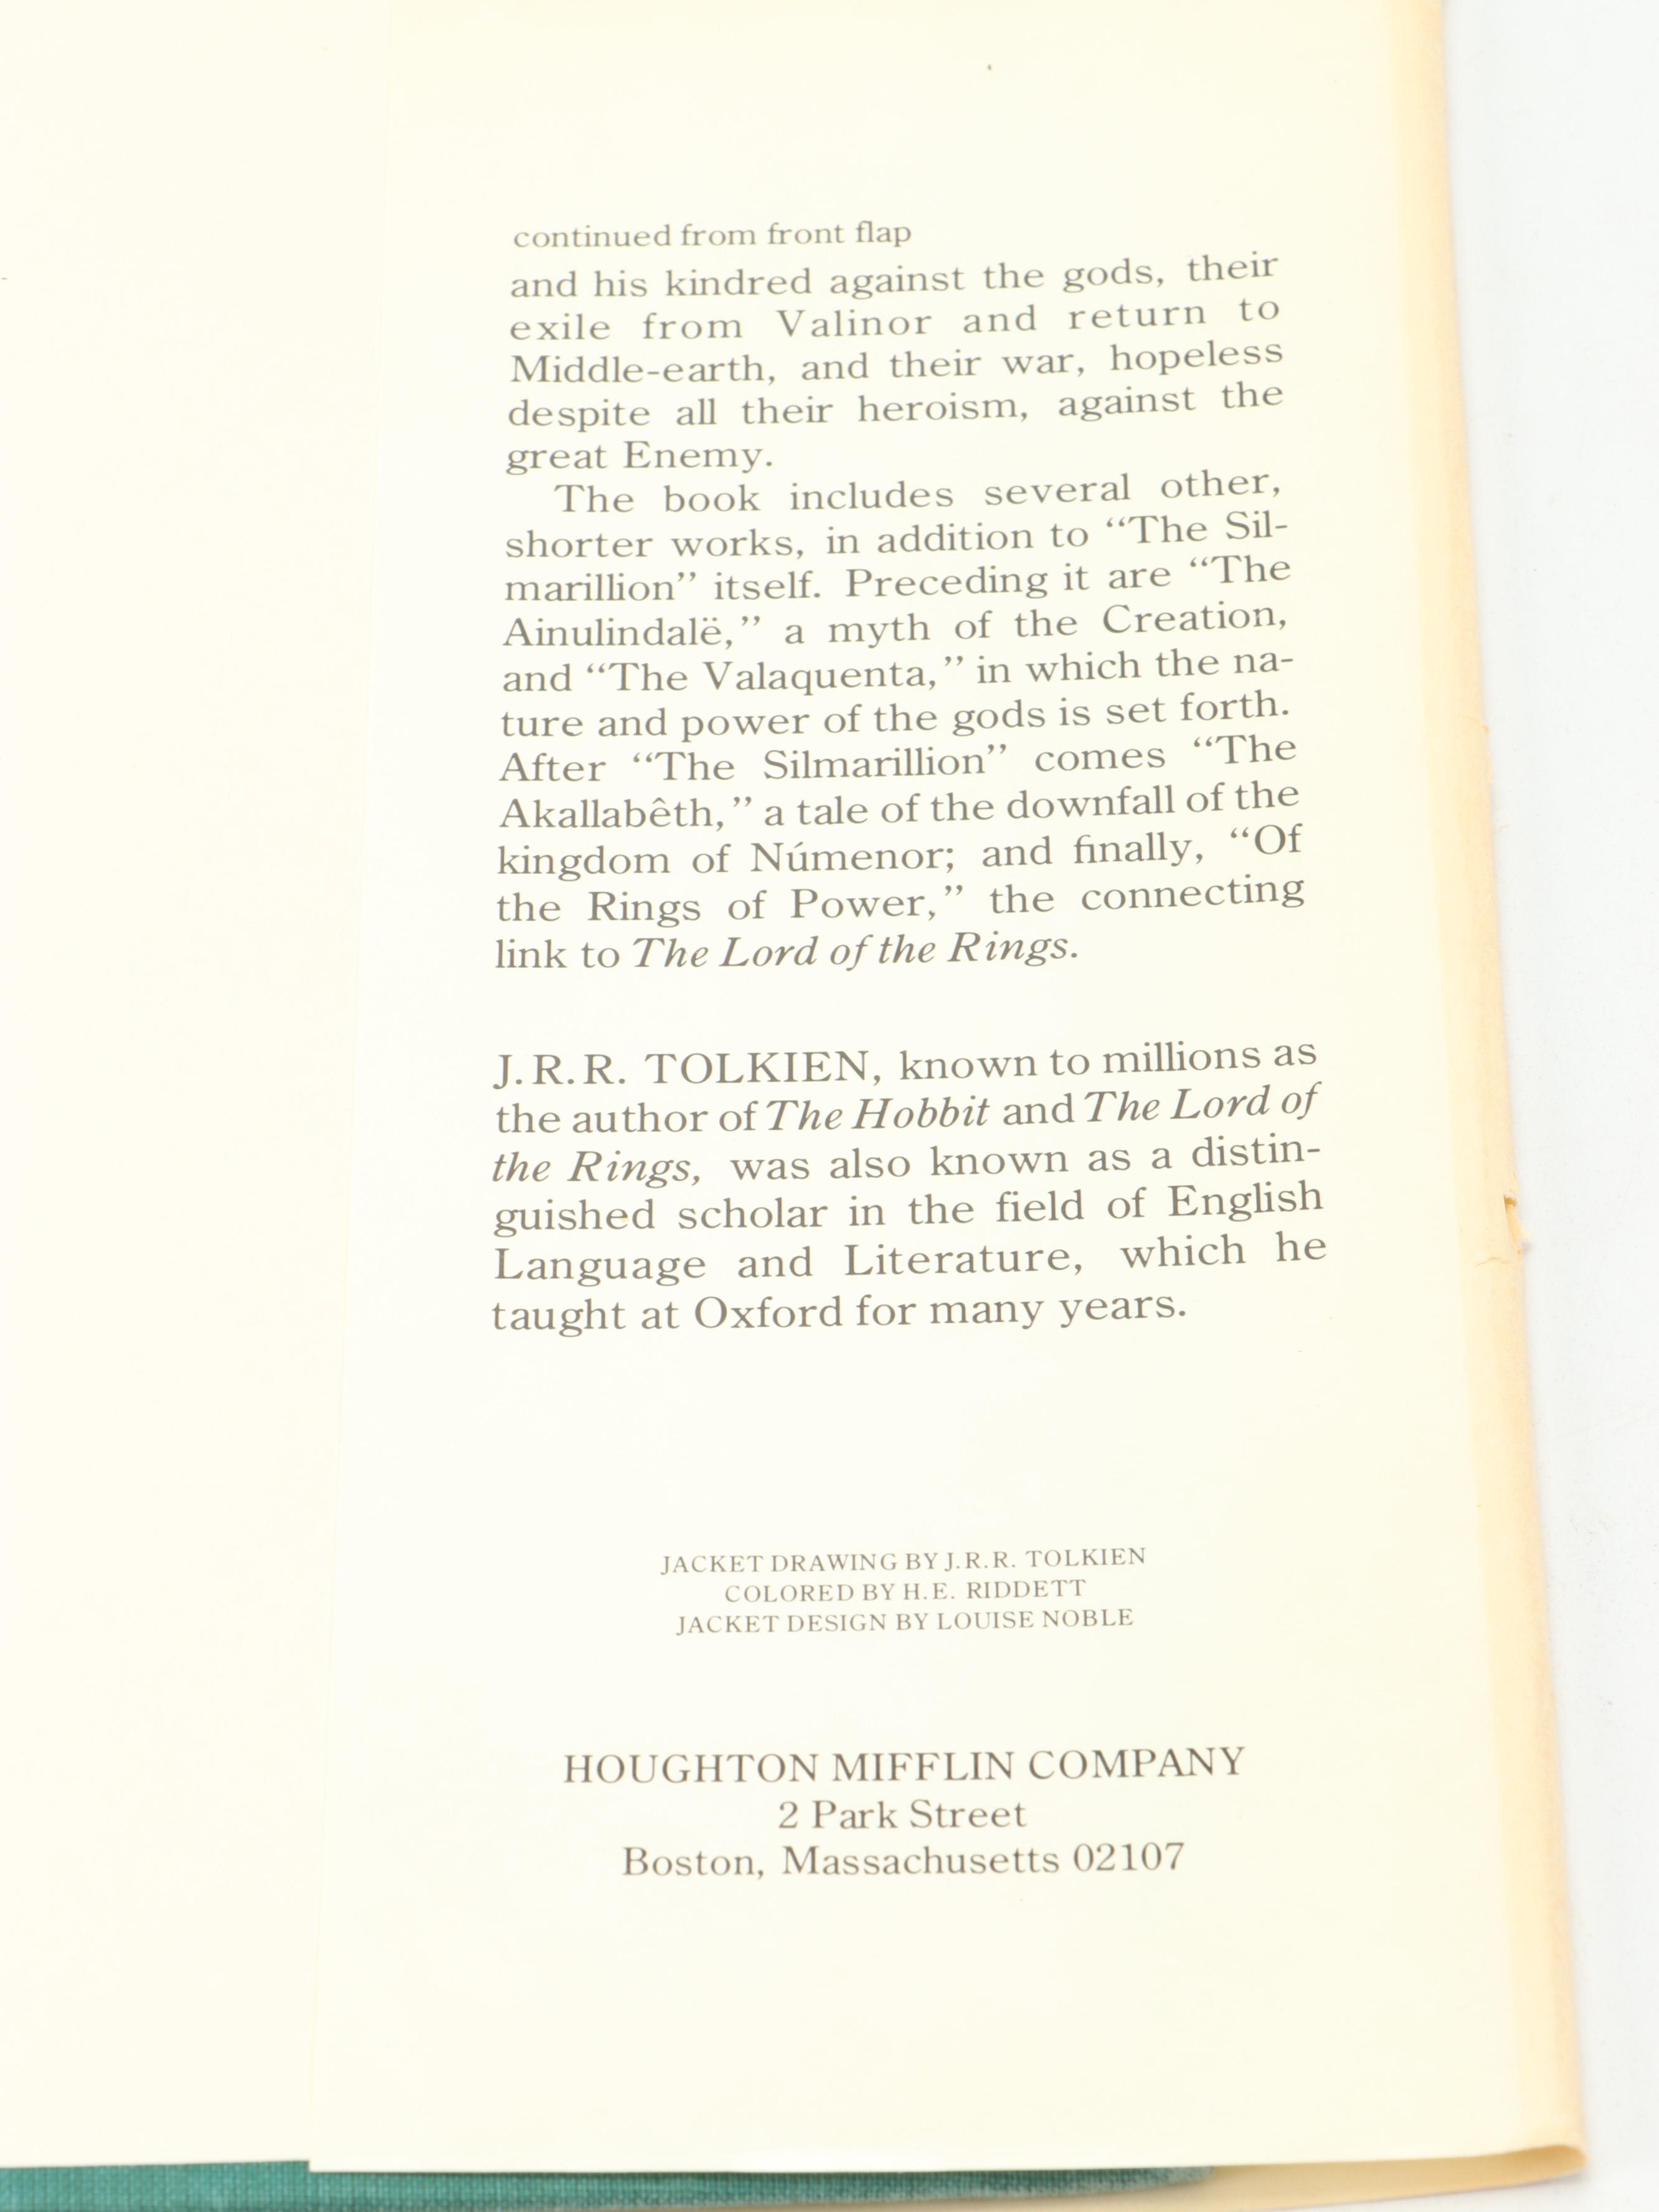 continued from front flap
and his kindred against the gods, their
exile from Valinor and return to
Middle-earth, and their war, hopeless
despite all their heroism, against the
great Enemy.
The book includes several other,
shorter works, in addition to “The Sil-
marillion” itself. Preceding it are “The
Ainulindalë,” a myth of the Creation,
and “The Valaquenta,” in which the na-
ture and power of the gods is set forth.
After “The Silmarillion” comes “The
Akallabêth,” a tale of the downfall of the
kingdom of Númenor; and finally, “Of
the Rings of Power,” the connecting
link to The Lord of the Rings.
J.R.R. TOLKIEN, known to millions as
the author of The Hobbit and The Lord of
the Rings, was also known as a distin-
guished scholar in the field of English
Language and Literature, which he
taught at Oxford for many years.
JACKET DRAWING BY J.R.R. TOLKIEN
COLORED BY H.E. RIDDETT
JACKET DESIGN BY LOUISE NOBLE
HOUGHTON MIFFLIN COMPANY
2 Park Street
Boston, Massachusetts 02107